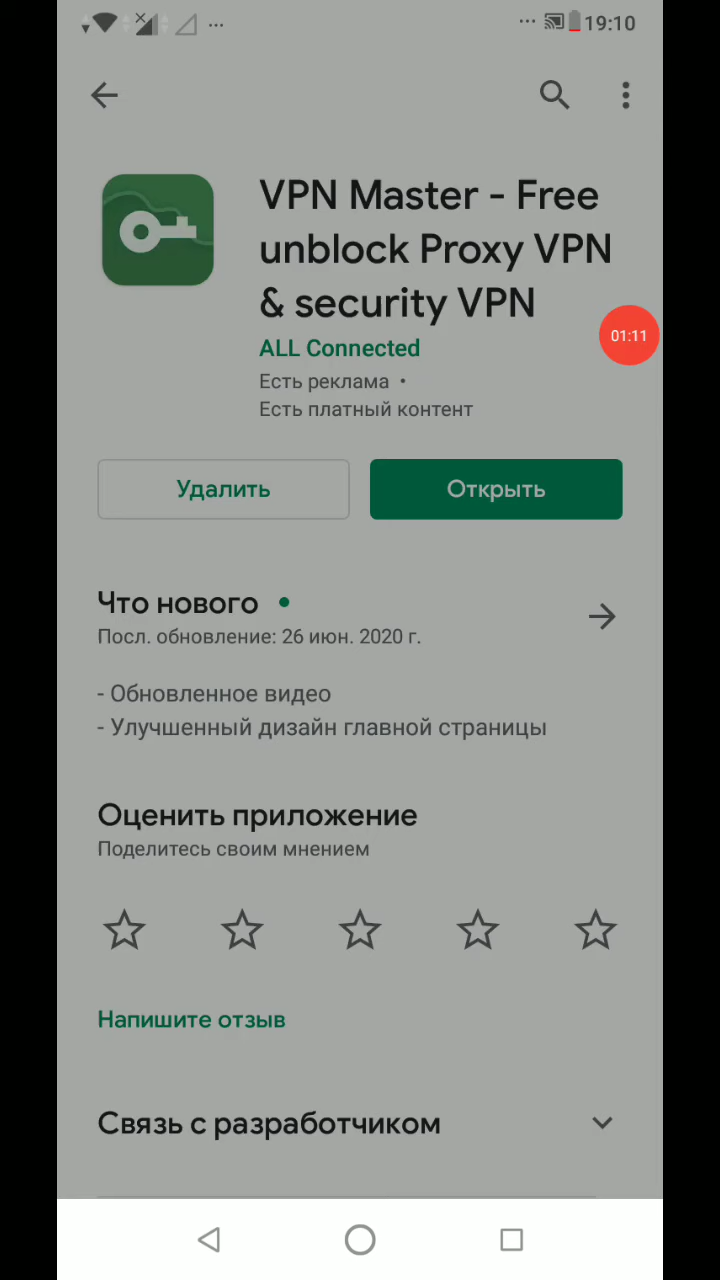 19:10
VPN Master - Free
unblock Proxy VPN
& security VPN
ALL Connected
01:11
Есть реклама •
Есть платный контент
Удалить
Открыть
Что нового
Посл. обновление: 26 июн. 2020 г.
- Обновленное видео
- Улучшенный дизайн главной страницы
Оценить приложение
Поделитесь своим мнением
Напишите отзыв
Связь с разработчиком